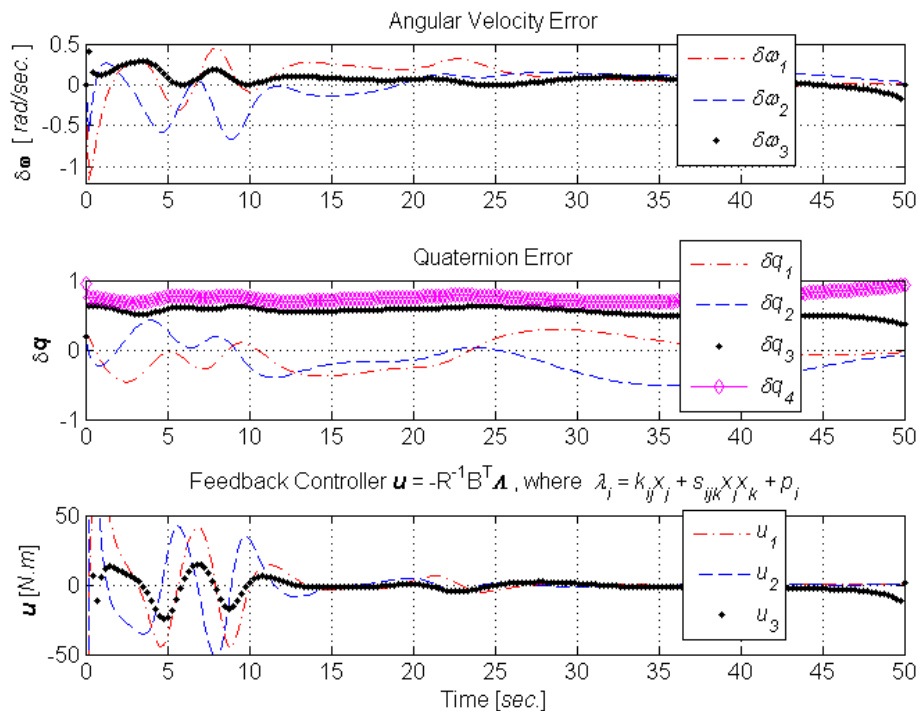 Angular Velocity Error
0.5
0
-0.5
-1
δω [ rad/sec.]
δω1
δω2
δω3
0 5 10 15 20 25 30 35 40 45 50
Quaternion Error
1
0
-1
δq
δq1
δq2
δq3
δq4
0 5 10 15 20 25 30 35 40 45 50
Feedback Controller u = -R⁻¹BᵀΛ , where λi = kijxj + sijkxjxk + pi
50
0
-50
u [N.m]
u1
u2
u3
0 5 10 15 20 25 30 35 40 45 50
Time [sec.]